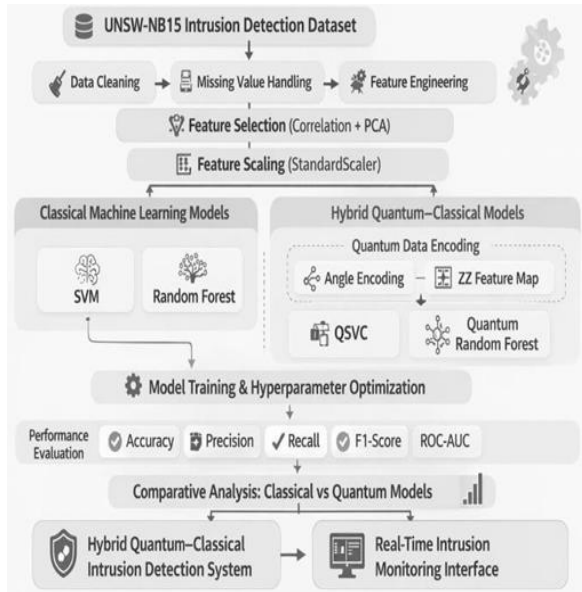 UNSW-NB15 Intrusion Detection Dataset
Data Cleaning
Missing Value Handling
Feature Engineering
Feature Selection (Correlation + PCA)
Feature Scaling (StandardScaler)
Classical Machine Learning Models
SVM
Random Forest
Hybrid Quantum–Classical Models
Quantum Data Encoding
Angle Encoding
ZZ Feature Map
QSVC
Quantum
Random Forest
Model Training & Hyperparameter Optimization
Performance
Evaluation
Accuracy
Precision
Recall
F1-Score
ROC-AUC
Comparative Analysis: Classical vs Quantum Models
Hybrid Quantum–Classical
Intrusion Detection System
Real-Time Intrusion
Monitoring Interface